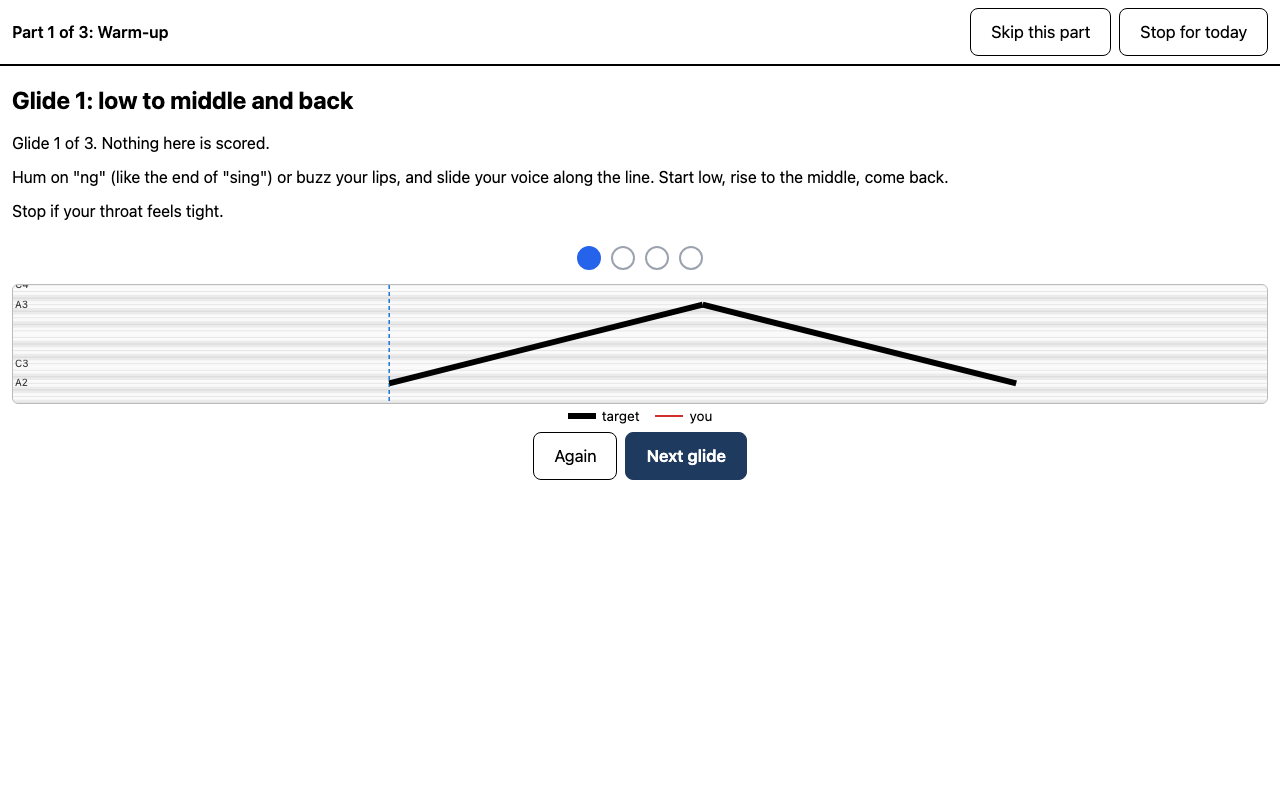 Part 1 of 3: Warm-up
Skip this part
Stop for today
Glide 1: low to middle and back
Glide 1 of 3. Nothing here is scored.
Hum on "ng" (like the end of "sing") or buzz your lips, and slide your voice along the line. Start low, rise to the middle, come back.
Stop if your throat feels tight.
C4
A3
C3
A2
target
you
Again
Next glide